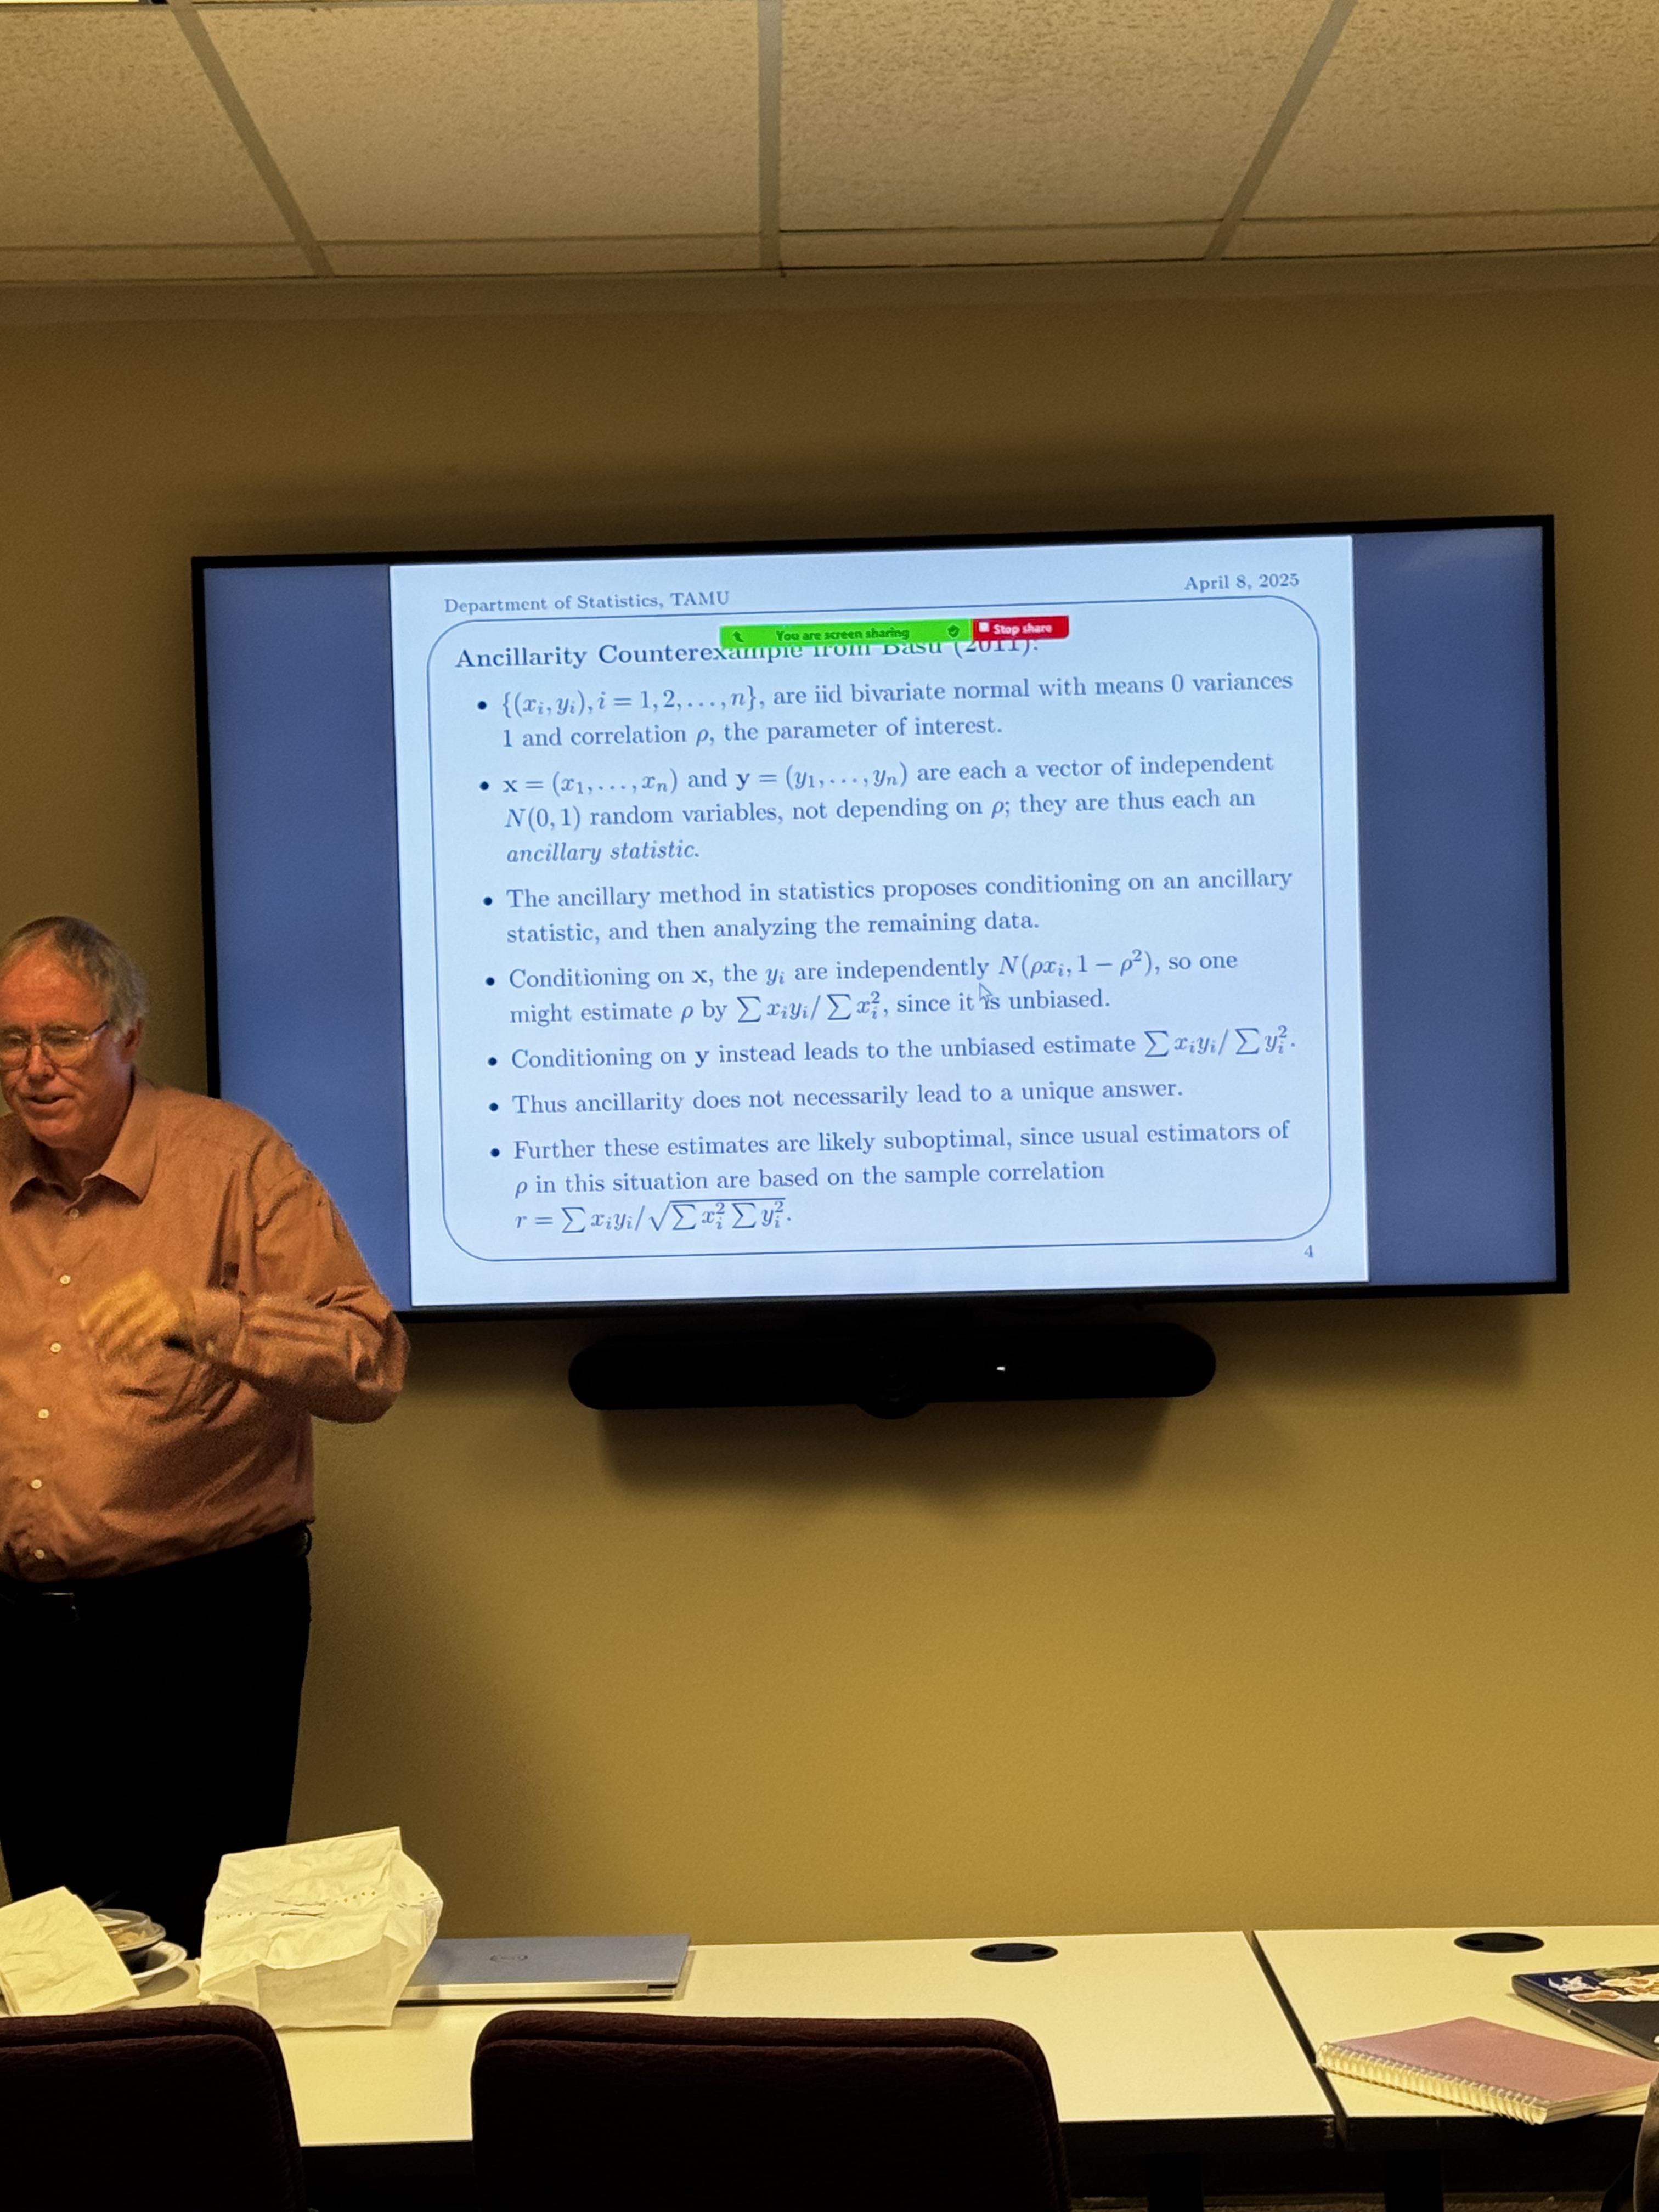 Department of Statistics, TAMU
April 8, 2025
You are screen sharing
Stop share
Ancillarity Counterexample from Basu (2011):
• {(xᵢ, yᵢ), i = 1, 2, . . . , n}, are iid bivariate normal with means 0 variances
1 and correlation ρ, the parameter of interest.
• x = (x₁, . . . , xₙ) and y = (y₁, . . . , yₙ) are each a vector of independent
N(0, 1) random variables, not depending on ρ; they are thus each an
ancillary statistic.
• The ancillary method in statistics proposes conditioning on an ancillary
statistic, and then analyzing the remaining data.
• Conditioning on x, the yᵢ are independently N(ρxᵢ, 1 − ρ²), so one
might estimate ρ by ∑ xᵢyᵢ/ ∑ xᵢ², since it is unbiased.
• Conditioning on y instead leads to the unbiased estimate ∑ xᵢyᵢ/ ∑ yᵢ².
• Thus ancillarity does not necessarily lead to a unique answer.
• Further these estimates are likely suboptimal, since usual estimators of
ρ in this situation are based on the sample correlation
r = ∑ xᵢyᵢ/√(∑ xᵢ² ∑ yᵢ²).
4